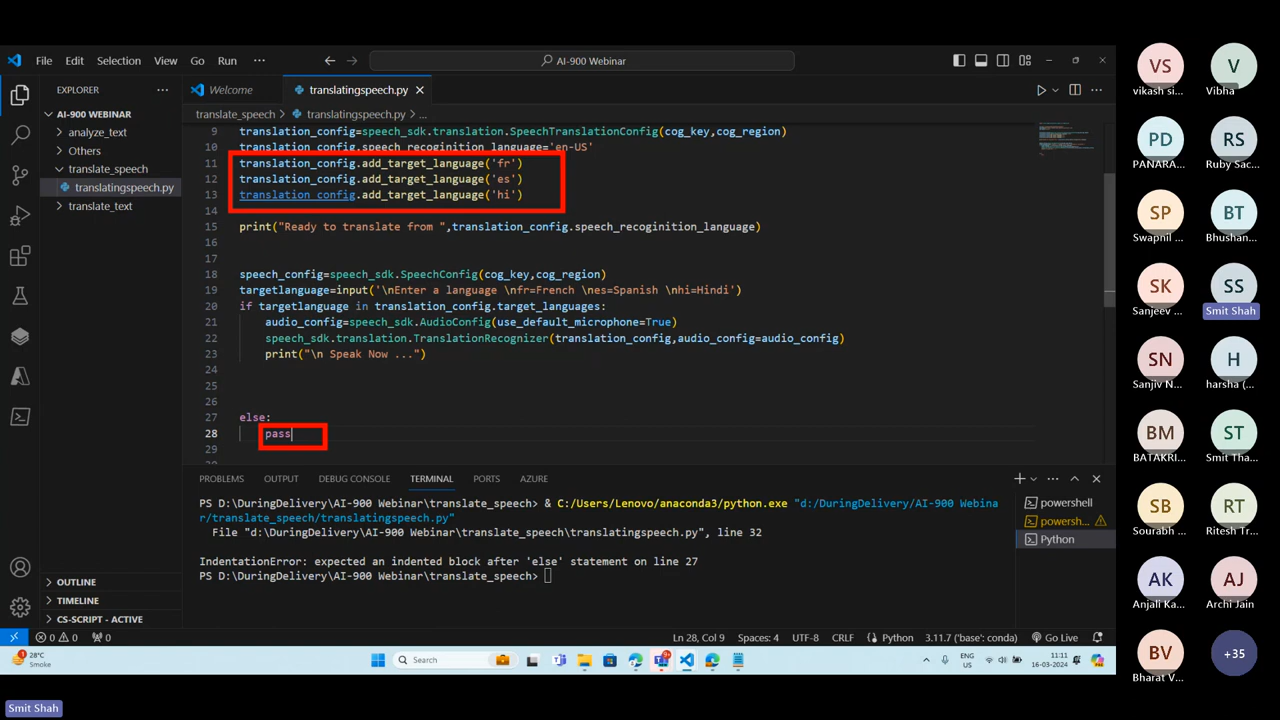 File Edit Selection View Go Run ··· AI-900 Webinar
EXPLORER
Welcome
translatingspeech.py
AI-900 WEBINAR
analyze_text
Others
translate_speech
translatingspeech.py
translate_text
translate_speech > translatingspeech.py > ...
9 translation_config=speech_sdk.translation.SpeechTranslationConfig(cog_key,cog_region)
10 translation_config.speech_recoginition_language='en-US'
11 translation_config.add_target_language('fr')
12 translation_config.add_target_language('es')
13 translation_config.add_target_language('hi')
14
15 print("Ready to translate from ",translation_config.speech_recoginition_language)
16
17
18 speech_config=speech_sdk.SpeechConfig(cog_key,cog_region)
19 targetlanguage=input('\nEnter a language \nfr=French \nes=Spanish \nhi=Hindi')
20 if targetlanguage in translation_config.target_languages:
21 audio_config=speech_sdk.AudioConfig(use_default_microphone=True)
22 speech_sdk.translation.TranslationRecognizer(translation_config,audio_config=audio_config)
23 print("\n Speak Now ...")
24
25
26
27 else:
28 pass
29
PROBLEMS OUTPUT DEBUG CONSOLE TERMINAL PORTS AZURE
PS D:\DuringDelivery\AI-900 Webinar\translate_speech> & C:/Users/Lenovo/anaconda3/python.exe "d:/DuringDelivery/AI-900 Webina
r/translate_speech/translatingspeech.py"
File "d:\DuringDelivery\AI-900 Webinar\translate_speech\translatingspeech.py", line 32
IndentationError: expected an indented block after 'else' statement on line 27
PS D:\DuringDelivery\AI-900 Webinar\translate_speech>
powershell
powersh...
Python
OUTLINE
TIMELINE
CS-SCRIPT - ACTIVE
0 0 0 Ln 28, Col 9 Spaces: 4 UTF-8 CRLF Python 3.11.7 ('base': conda) Go Live
28°C
Smoke
Search
ENG
US
11:11
16-03-2024
VS
vikash si...
V
Vibha
PD
PANARA...
RS
Ruby Sac...
SP
Swapnil ...
BT
Bhushan...
SK
Sanjeev ...
SS
Smit Shah
SN
Sanjiv N...
H
harsha (...
BM
BATAKRI...
ST
Smit Tha...
SB
Sourabh ...
RT
Ritesh Tr...
AK
Anjali Ka...
AJ
Archi Jain
BV
Bharat V...
+35
Smit Shah